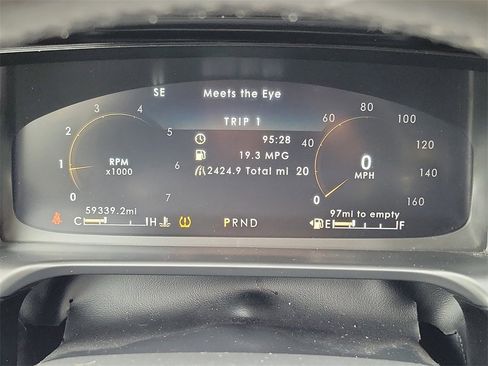 SE Meets the Eye
TRIP 1
95:28
19.3 MPG
2424.9 Total mi
0 1 2 3 4 5 6 7
RPM
x1000
0 20 40 60 80 100 120 140 160
0
MPH
59339.2mi
C H
PRND
97mi to empty
E F